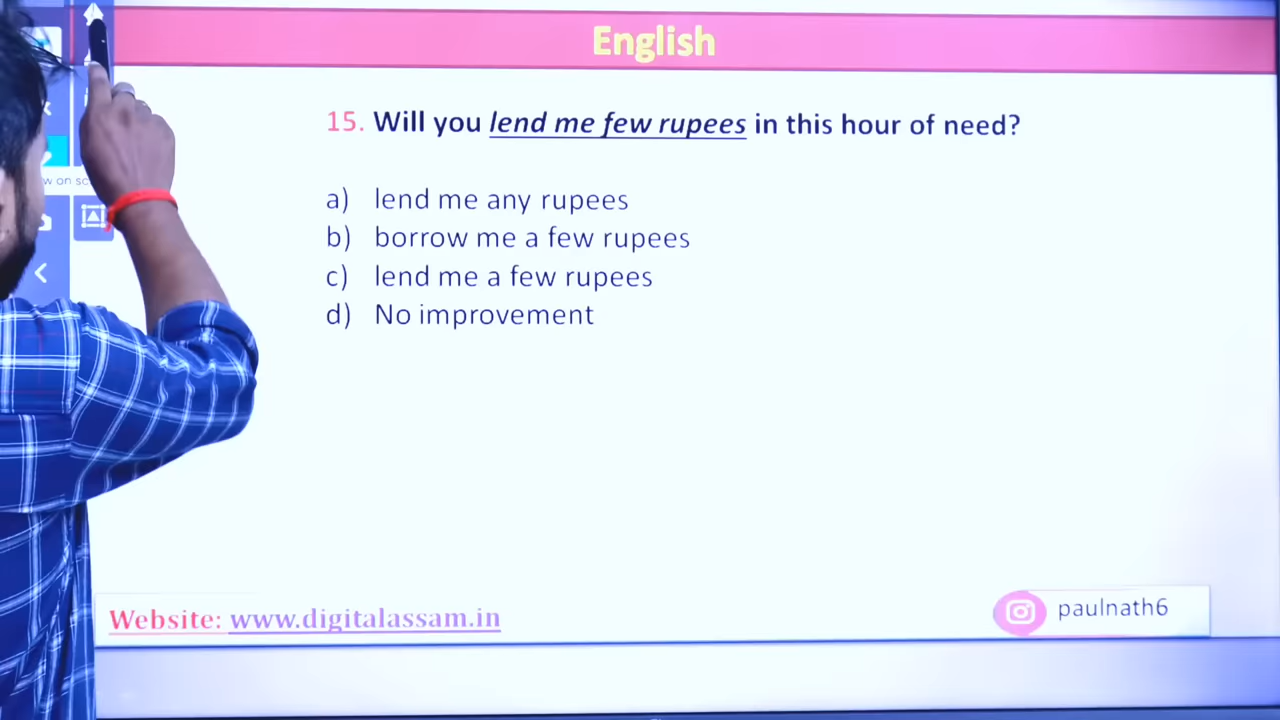 English
15. Will you lend me few rupees in this hour of need?
a) lend me any rupees
b) borrow me a few rupees
c) lend me a few rupees
d) No improvement
Website: www.digitalassam.in
paulnath6